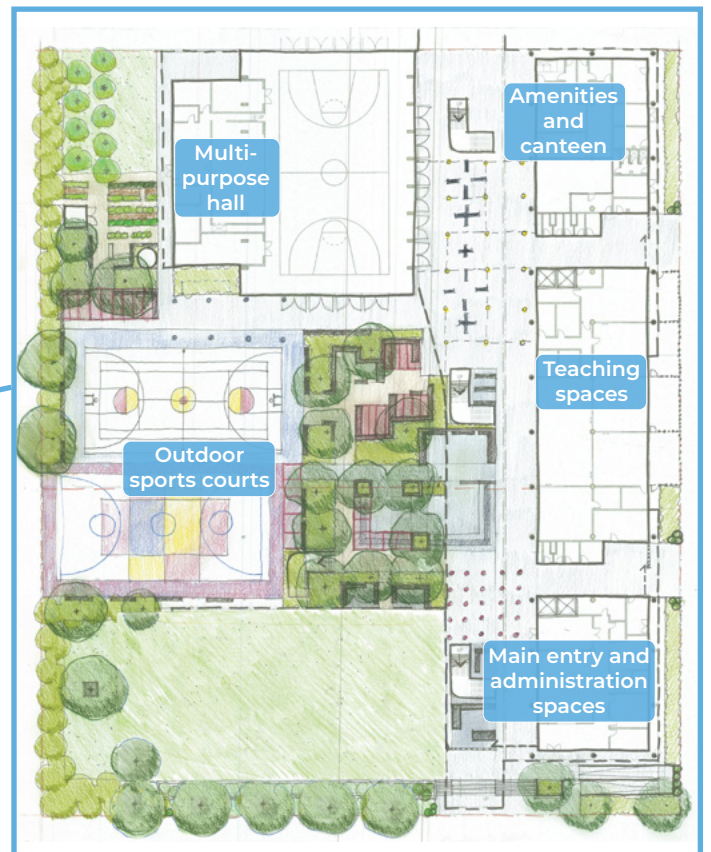 Amenities
and
canteen
Multi-
purpose
hall
Teaching
spaces
Outdoor
sports courts
Main entry and
administration
spaces